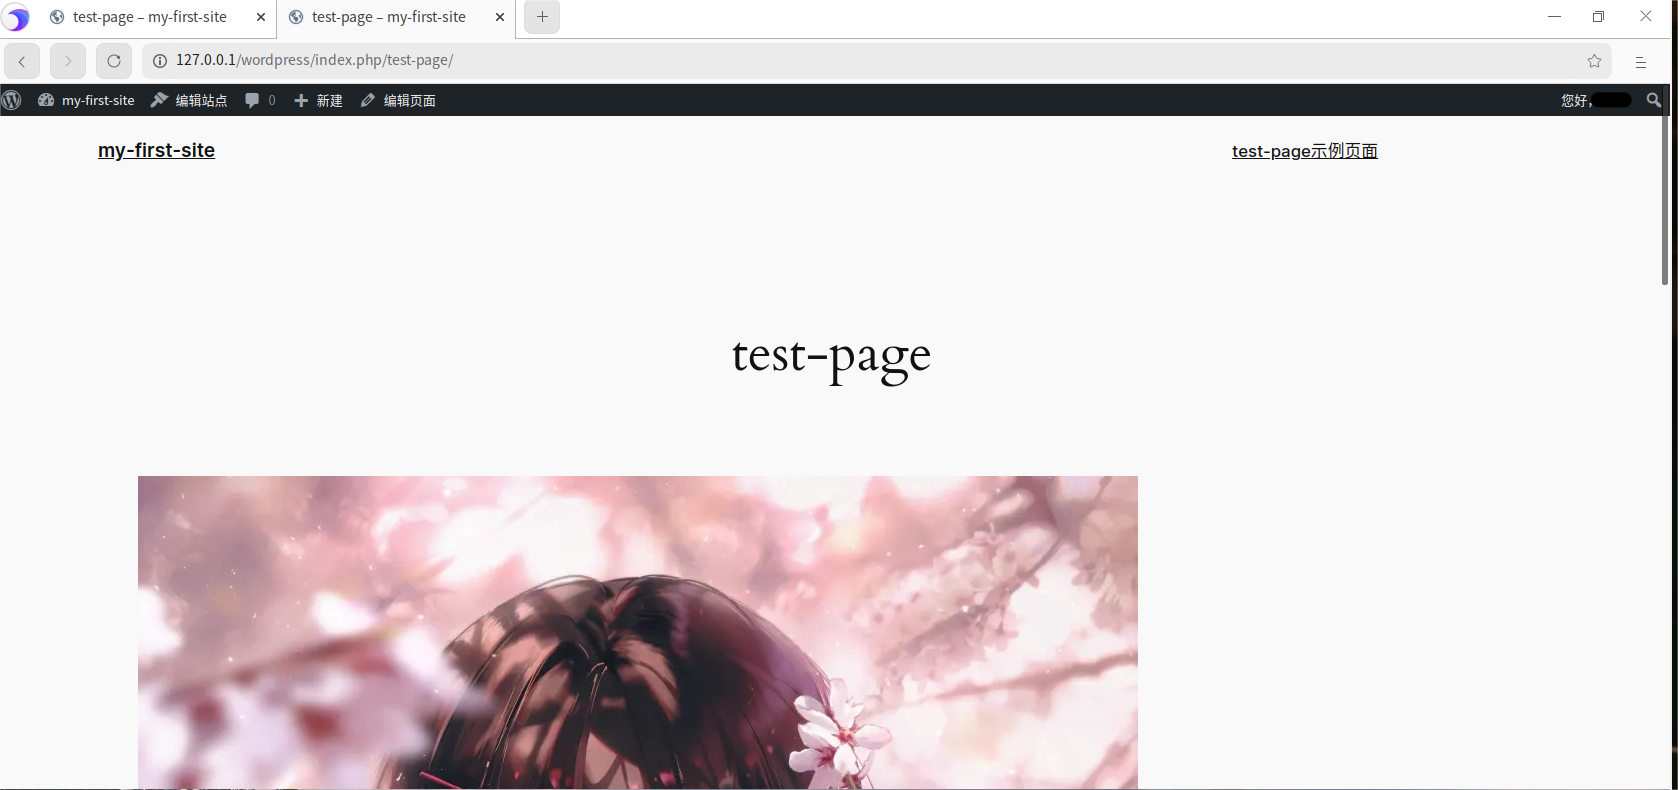 test-page – my-first-site
test-page – my-first-site
127.0.0.1/wordpress/index.php/test-page/
my-first-site 编辑站点 0 新建 编辑页面 您好,
my-first-site
test-page示例页面
test-page